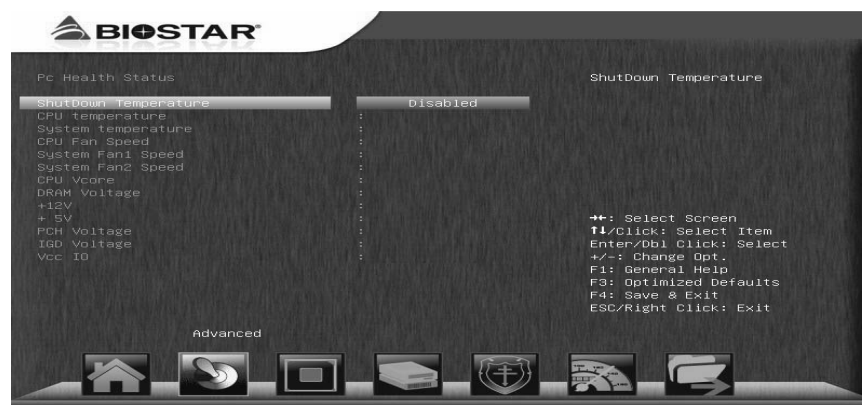 BIOSTAR
Pc Health Status
ShutDown Temperature Disabled
CPU temperature :
System temperature :
CPU Fan Speed :
System Fan1 Speed :
System Fan2 Speed :
CPU Vcore :
DRAM Voltage :
+12V :
+ 5V :
PCH Voltage :
IGD Voltage :
Vcc IO :
ShutDown Temperature
→←: Select Screen
↑↓/Click: Select Item
Enter/Dbl Click: Select
+/-: Change Opt.
F1: General Help
F3: Optimized Defaults
F4: Save & Exit
ESC/Right Click: Exit
Advanced